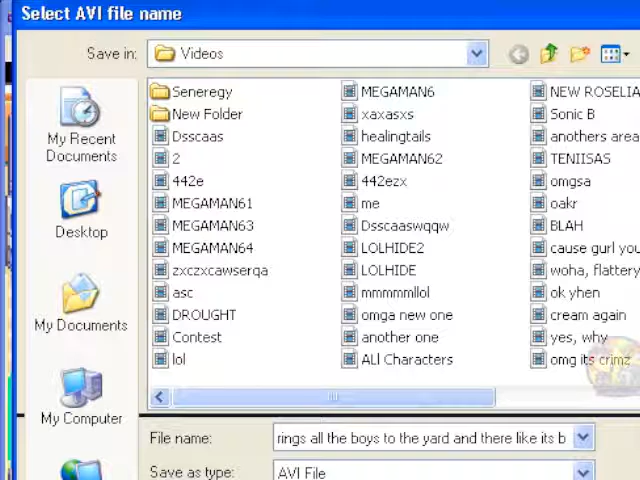 Select AVI file name
Save in: Videos
My Recent Documents
Desktop
My Documents
My Computer
Seneregy
New Folder
Dsscaas
2
442e
MEGAMAN61
MEGAMAN63
MEGAMAN64
zxczxcawserqa
asc
DROUGHT
Contest
lol
MEGAMAN6
xaxasxs
healingtails
MEGAMAN62
442ezx
me
Dsscaaswqqw
LOLHIDE2
LOLHIDE
mmmmmllol
omga new one
another one
ALl Characters
NEW ROSELIA
Sonic B
anothers area
TENIISAS
omgsa
oakr
BLAH
cause gurl you
woha, flattery
ok yhen
cream again
yes, why
omg its crimz
File name: rings all the boys to the yard and there like its b
Save as type: AVI File